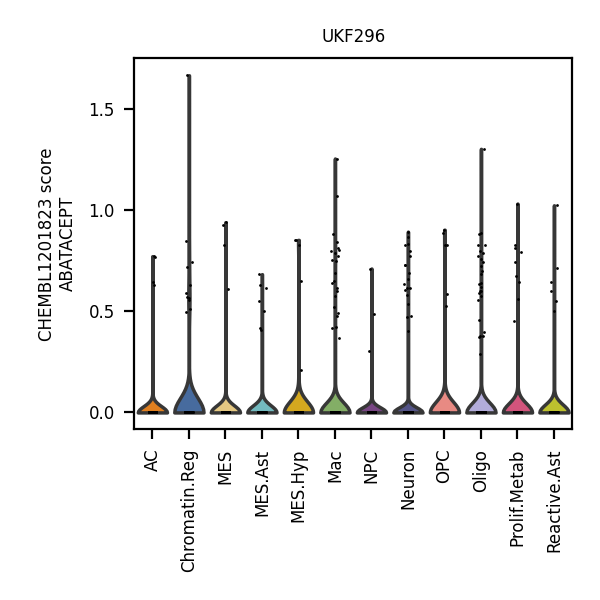 UKF296
CHEMBL1201823 score
ABATACEPT
1.5
1.0
0.5
0.0
AC
Chromatin.Reg
MES
MES.Ast
MES.Hyp
Mac
NPC
Neuron
OPC
Oligo
Prolif.Metab
Reactive.Ast